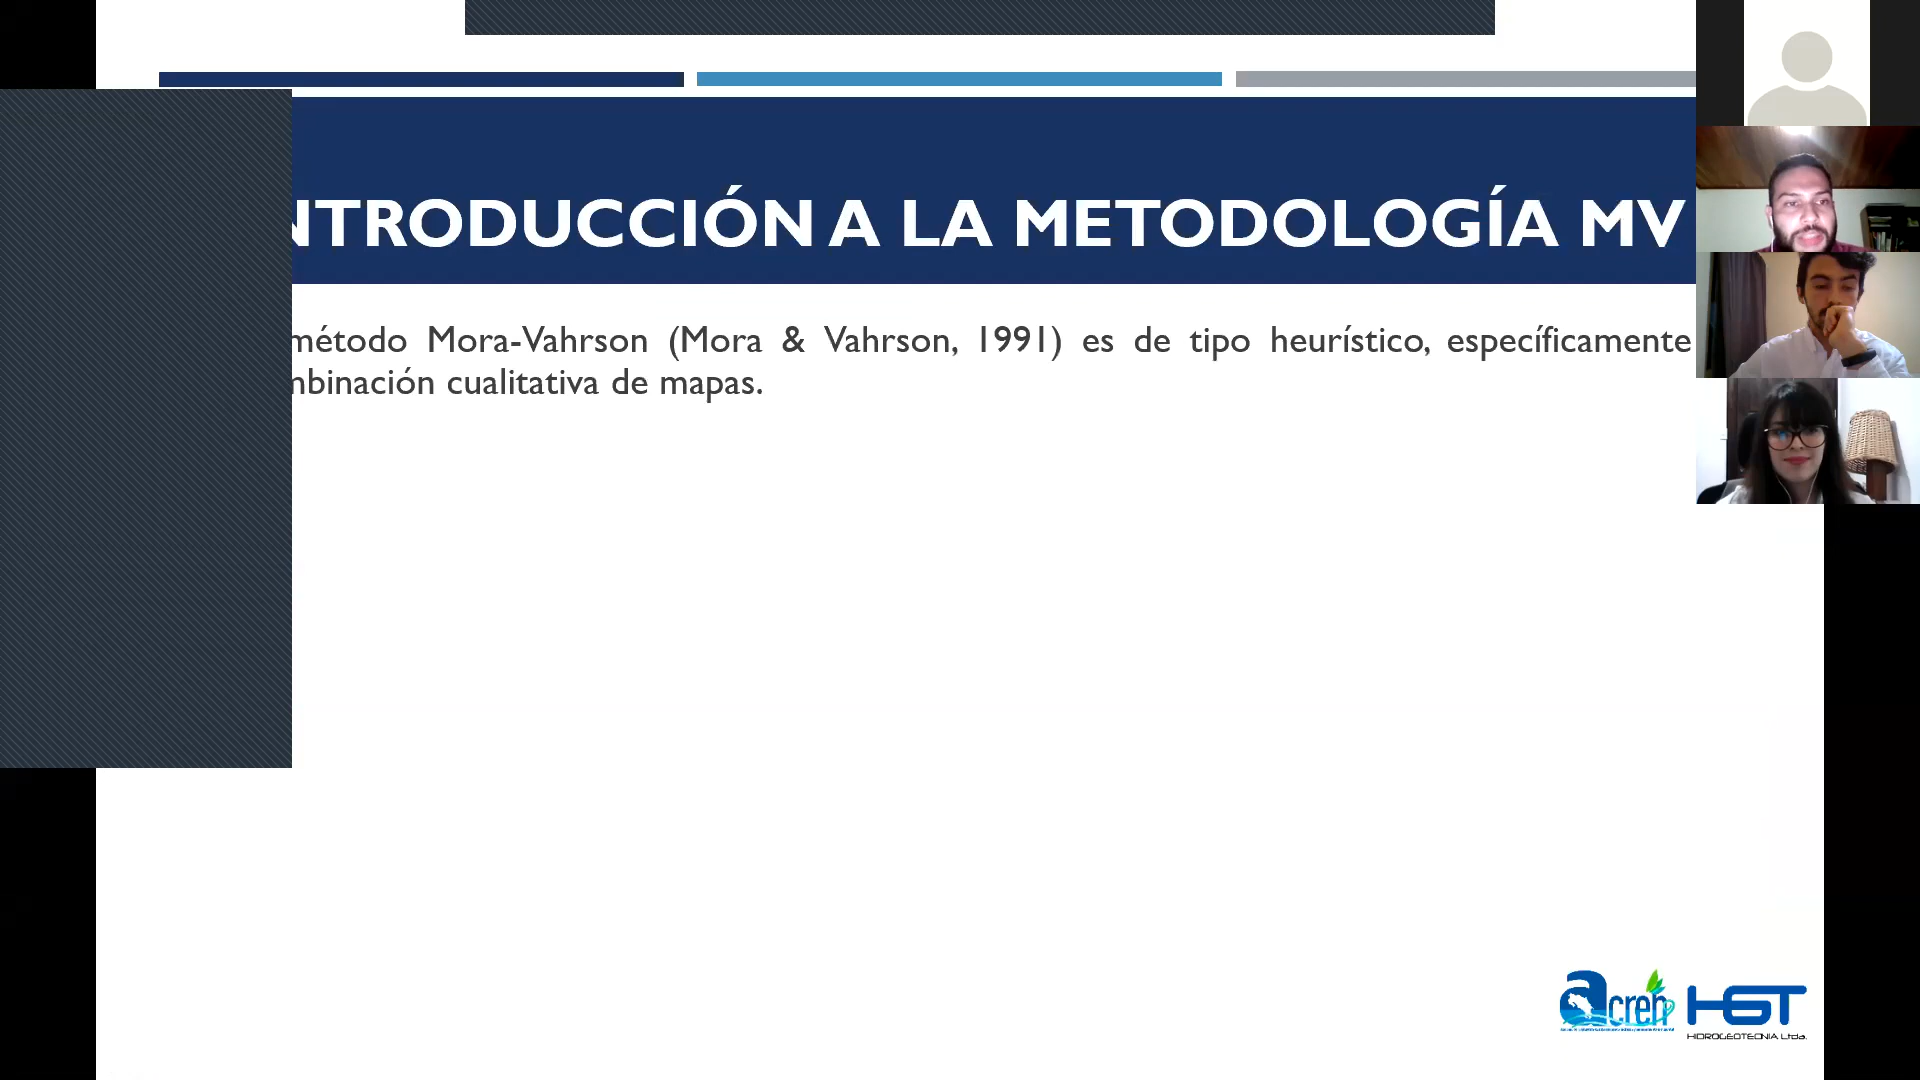 NTRODUCCIÓN A LA METODOLOGÍA MV
método Mora-Vahrson (Mora & Vahrson, 1991) es de tipo heurístico, específicamente
mbinación cualitativa de mapas.
acreh HGT
HIDROGEOTECNIA Ltda.